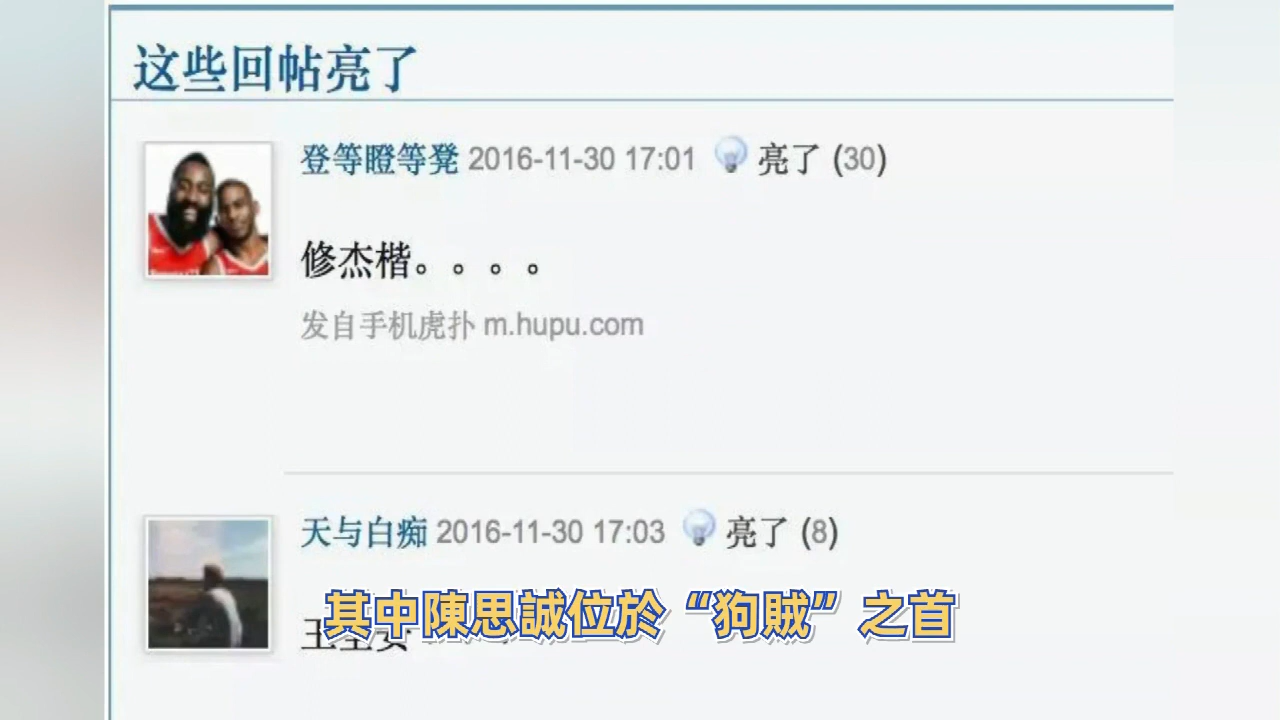 这些回帖亮了
登等瞪等凳 2016-11-30 17:01 亮了 (30)
修杰楷。。。。
发自手机虎扑 m.hupu.com
天与白痴 2016-11-30 17:03 亮了 (8)
其中陳思誠位於“狗賊”之首